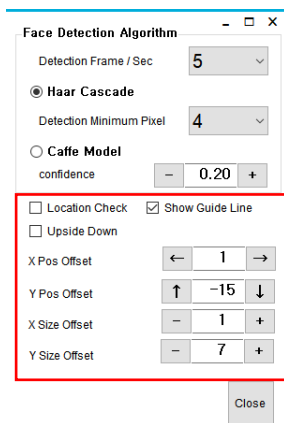 Face Detection Algorithm
Detection Frame / Sec 5
Haar Cascade
Detection Minimum Pixel 4
Caffe Model
confidence - 0.20 +
Location Check Show Guide Line
Upside Down
X Pos Offset ← 1 →
Y Pos Offset ↑ -15 ↓
X Size Offset - 1 +
Y Size Offset - 7 +
Close